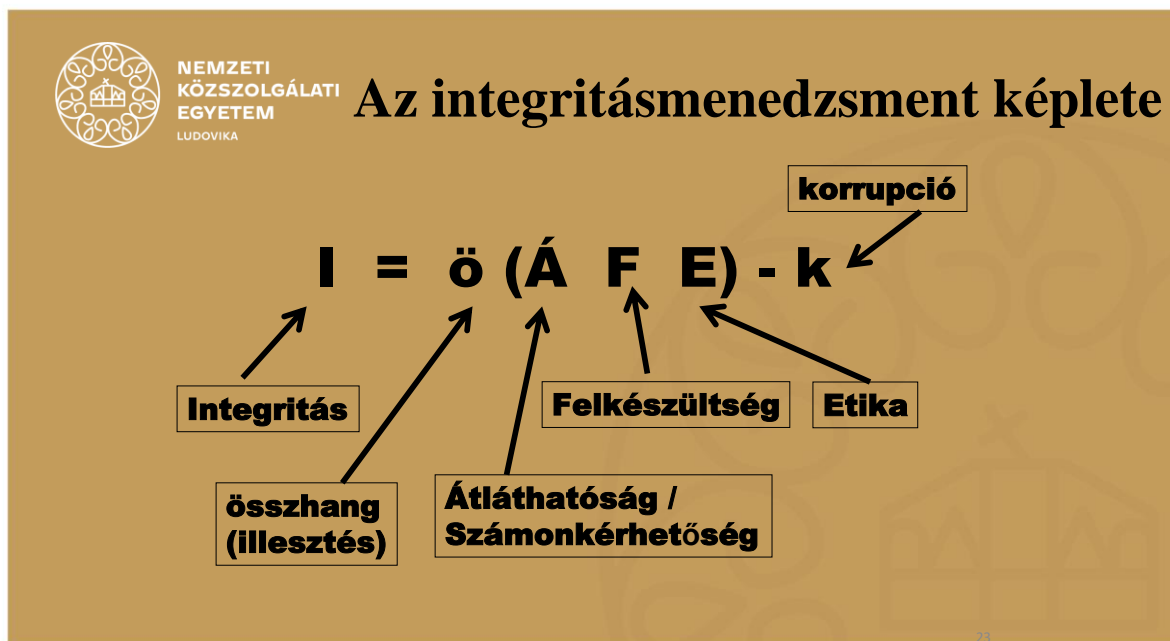 NEMZETI
KÖZSZOLGÁLATI
EGYETEM
LUDOVIKA
Az integritásmenedzsment képlete
korrupció
I = ö (Á F E) - k
Integritás
Felkészültség
Etika
összhang
(illesztés)
Átláthatóság /
Számonkérhetőség
23